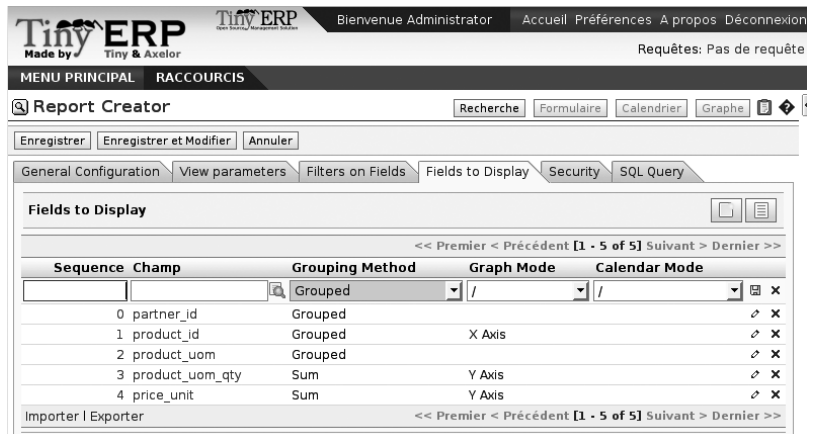 Tiny ERP
Made by Tiny & Axelor
Tiny ERP
Open Source Management Solution
Bienvenue Administrator
Accueil Préférences A propos Déconnexion
Requêtes: Pas de requête
MENU PRINCIPAL RACCOURCIS
Report Creator
Recherche Formulaire Calendrier Graphe
Enregistrer Enregistrer et Modifier Annuler
General Configuration View parameters Filters on Fields Fields to Display Security SQL Query
Fields to Display
<< Premier < Précédent [1 - 5 of 5] Suivant > Dernier >>
Sequence Champ Grouping Method Graph Mode Calendar Mode
Grouped / /
0 partner_id Grouped
1 product_id Grouped X Axis
2 product_uom Grouped
3 product_uom_qty Sum Y Axis
4 price_unit Sum Y Axis
Importer | Exporter << Premier < Précédent [1 - 5 of 5] Suivant > Dernier >>